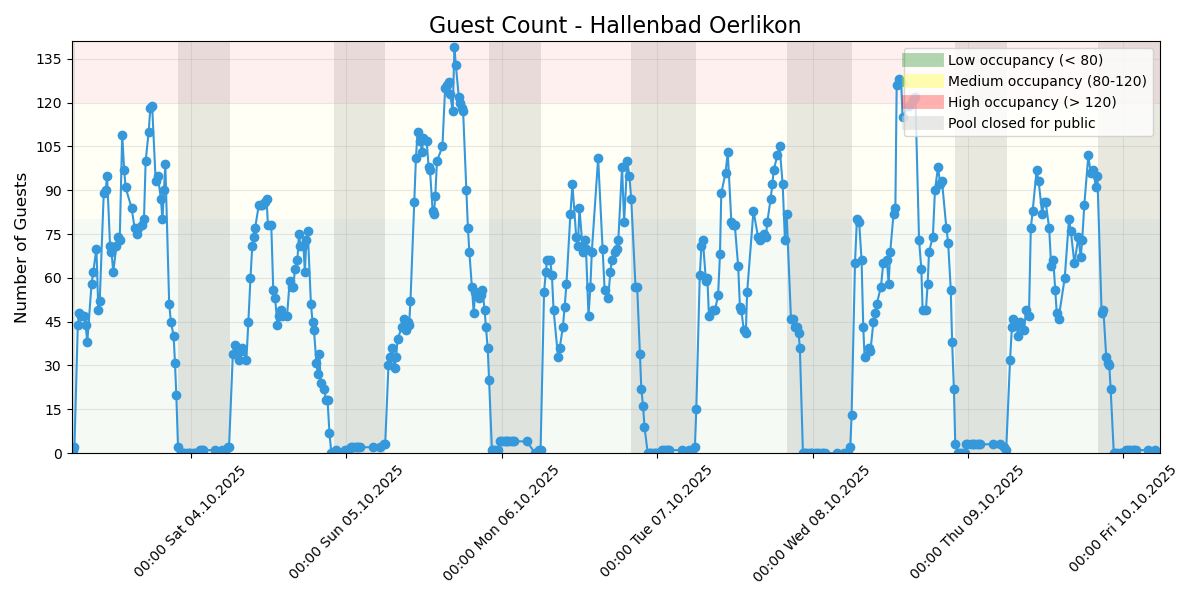 Guest Count - Hallenbad Oerlikon
Number of Guests
135
120
105
90
75
60
45
30
15
0
Low occupancy (< 80)
Medium occupancy (80-120)
High occupancy (> 120)
Pool closed for public
00:00 Sat 04.10.2025
00:00 Sun 05.10.2025
00:00 Mon 06.10.2025
00:00 Tue 07.10.2025
00:00 Wed 08.10.2025
00:00 Thu 09.10.2025
00:00 Fri 10.10.2025